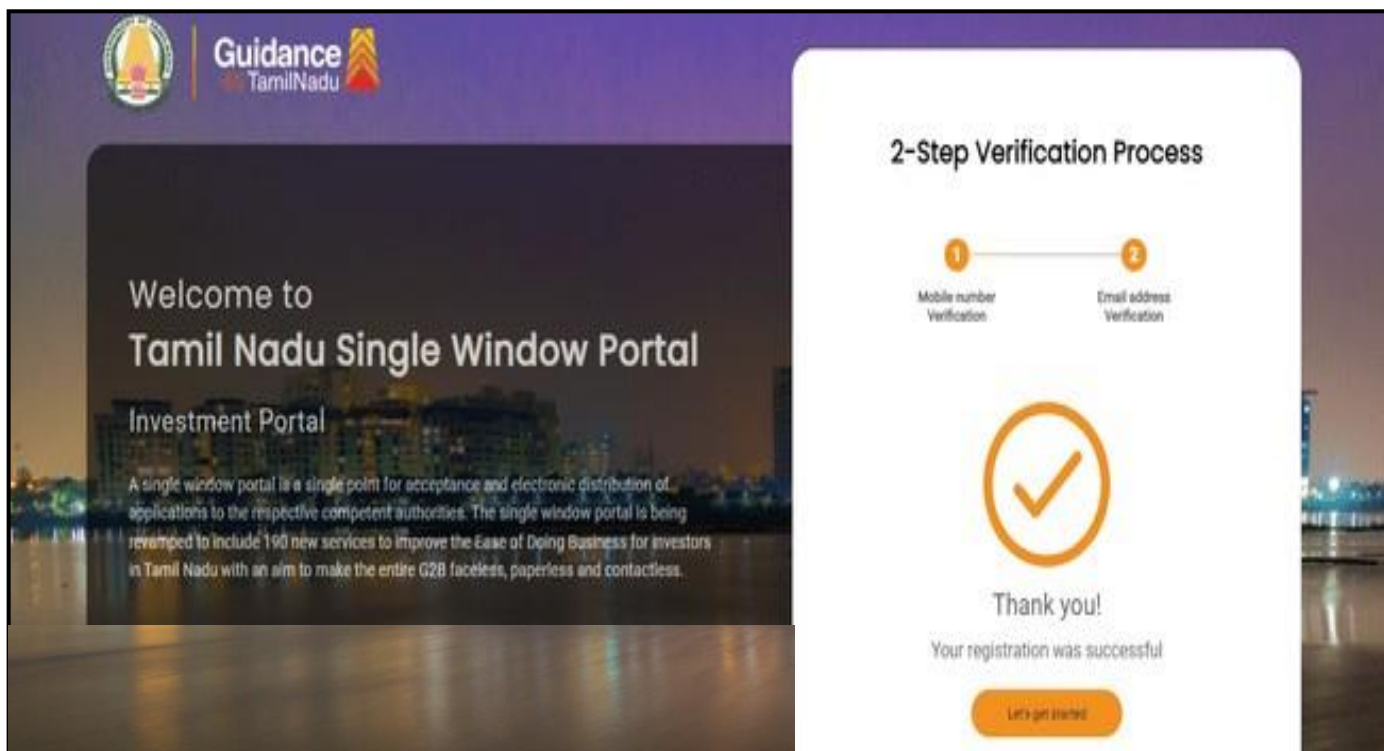 Guidance
TamilNadu
Welcome to
Tamil Nadu Single Window Portal
Investment Portal
A single window portal is a single point for acceptance and electronic distribution of
applications to the respective competent authorities. The single window portal is being
revamped to include 190 new services to improve the Ease of Doing Business for investors
in Tamil Nadu with an aim to make the entire G2B faceless, paperless and contactless.
2-Step Verification Process
1
2
Mobile number
Verification
Email address
Verification
Thank you!
Your registration was successful
Let's get started